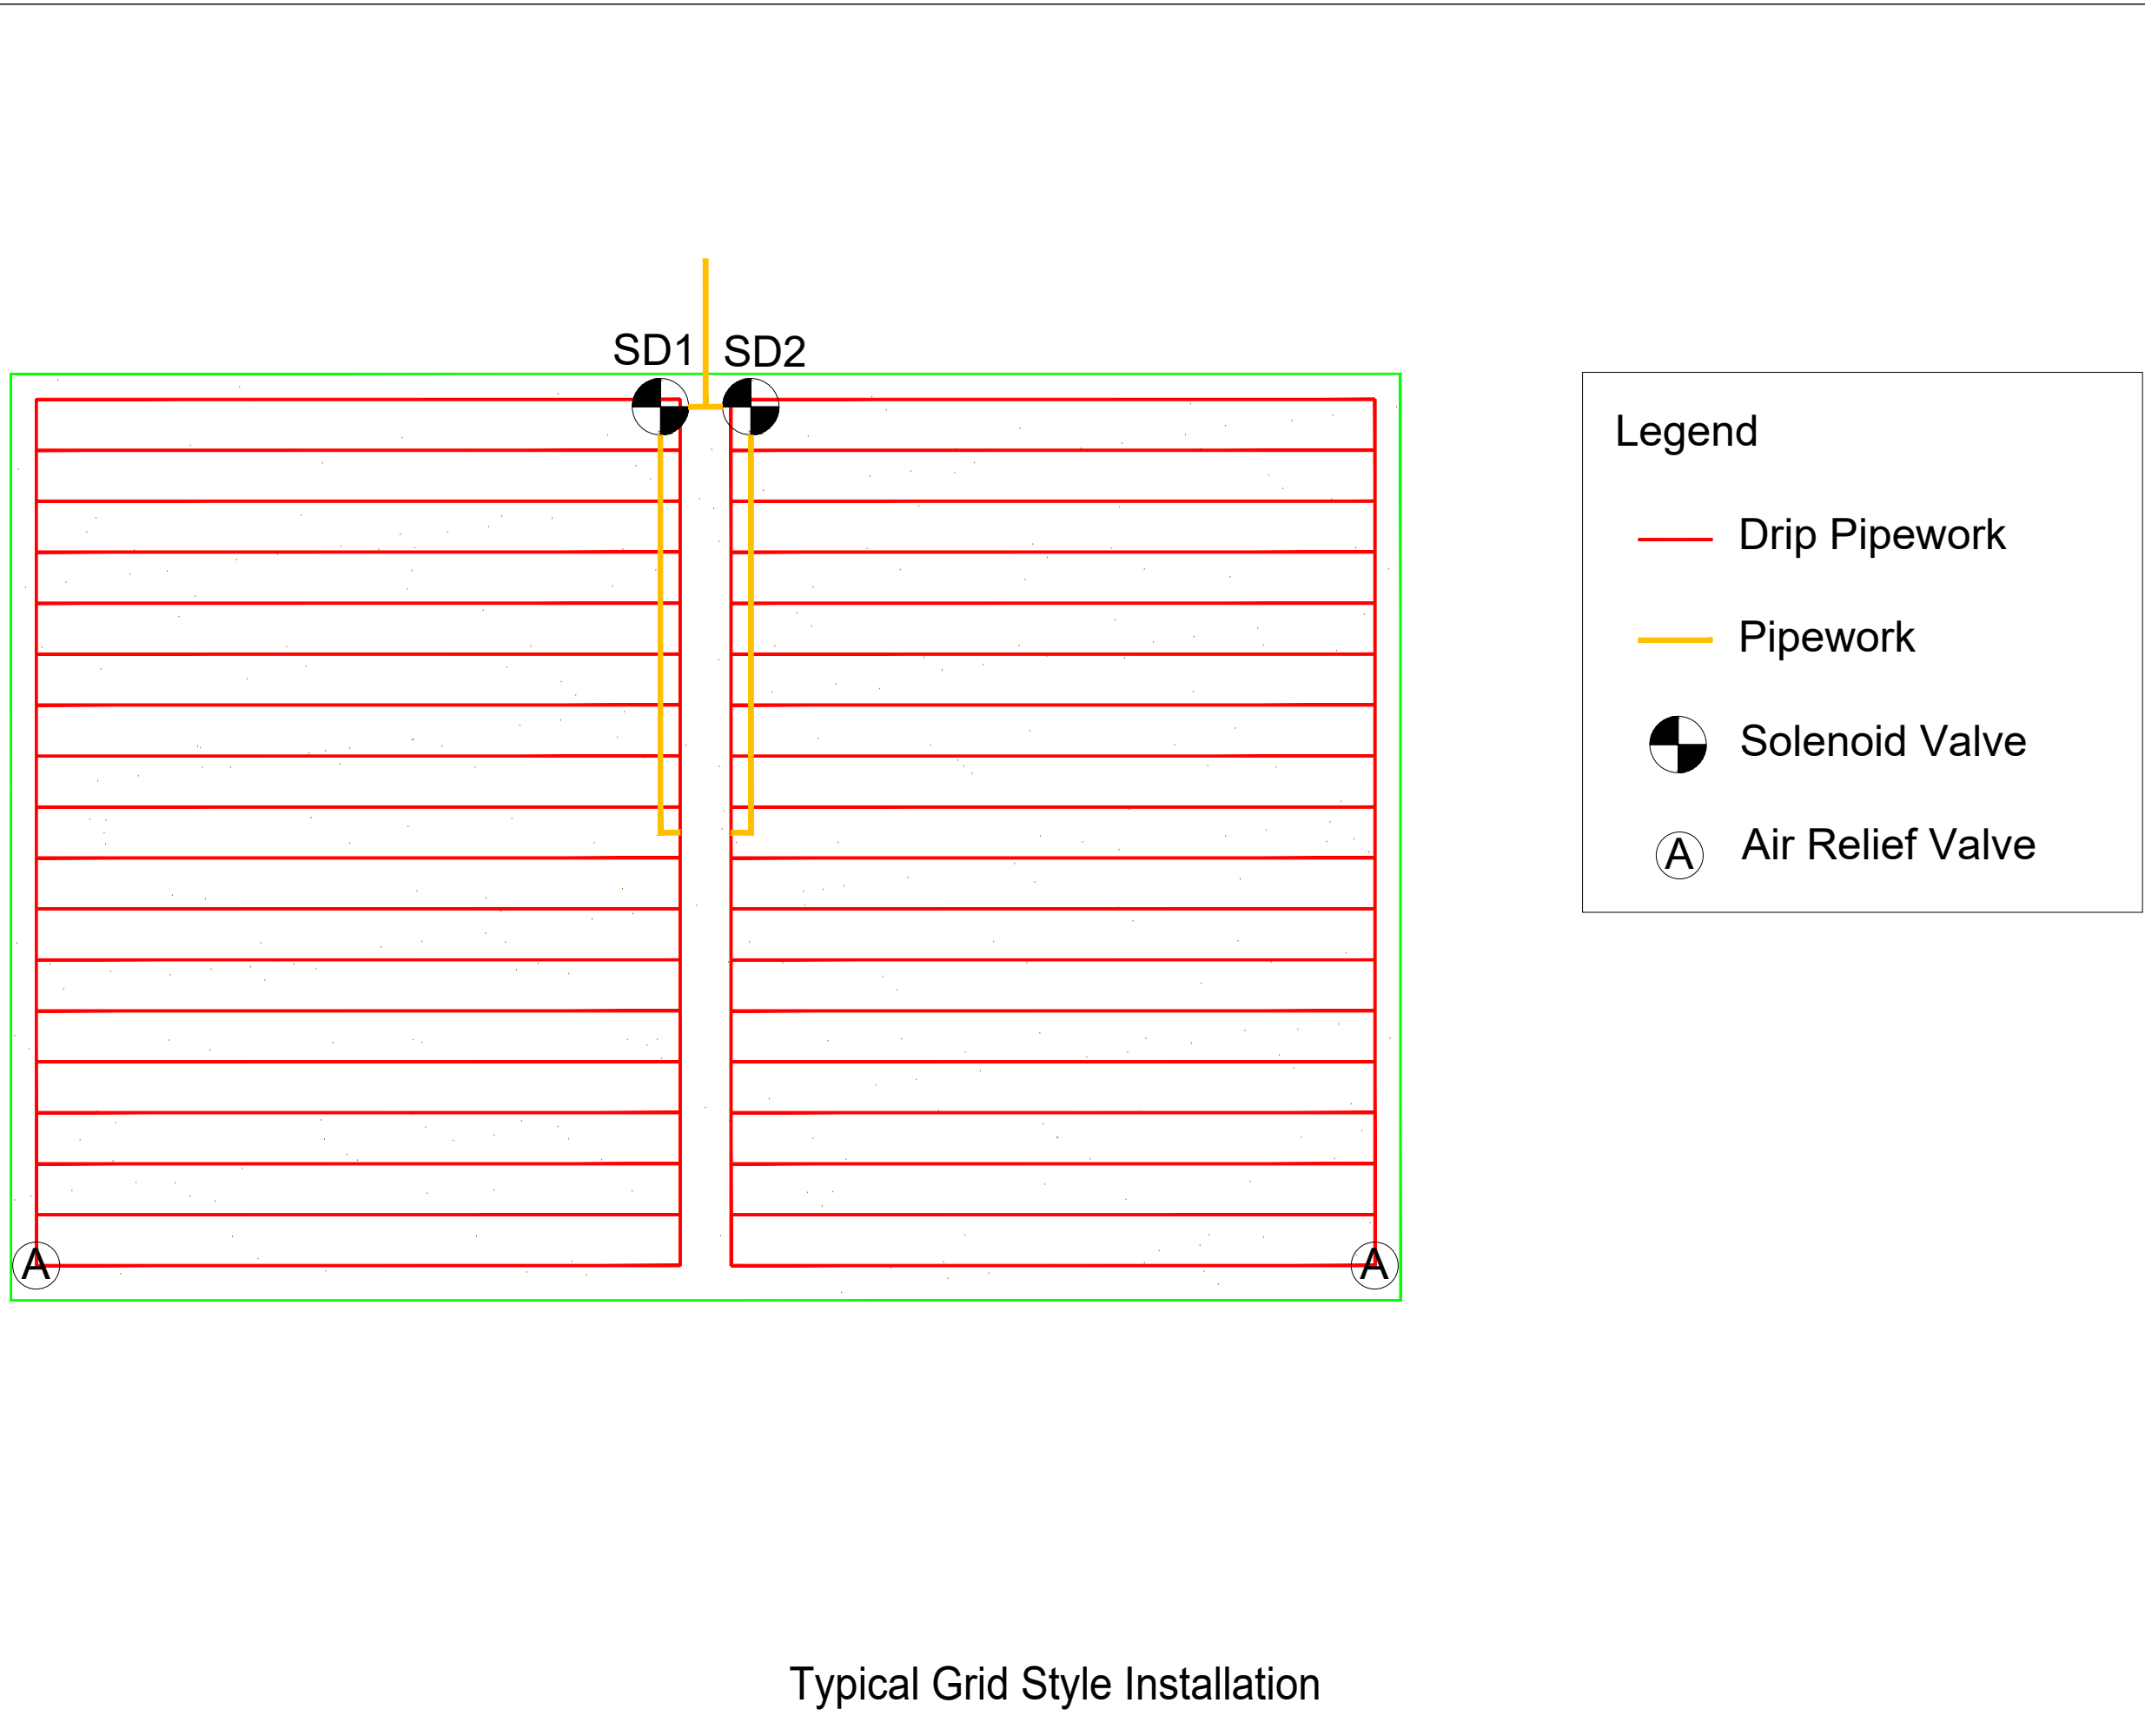 SD1 SD2
Legend
Drip Pipework
Pipework
Solenoid Valve
A Air Relief Valve
A A
Typical Grid Style Installation